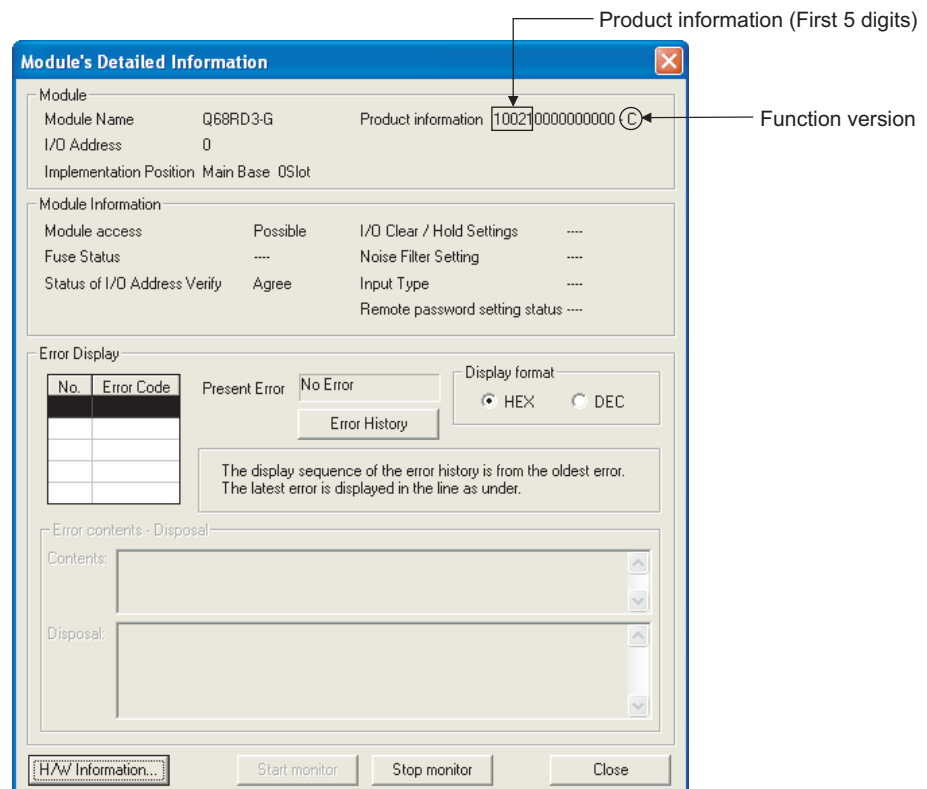 Product information (First 5 digits)
Module's Detailed Information
Module
Module Name Q68RD3-G Product information 100210000000000 - C
Function version
I/O Address 0
Implementation Position Main Base 0Slot
Module Information
Module access Possible I/O Clear / Hold Settings ----
Fuse Status ---- Noise Filter Setting ----
Status of I/O Address Verify Agree Input Type ----
Remote password setting status ----
Error Display
No. Error Code
Present Error No Error
Display format
HEX DEC
Error History
The display sequence of the error history is from the oldest error.
The latest error is displayed in the line as under.
Error contents - Disposal
Contents:
Disposal:
H/W Information... Start monitor Stop monitor Close